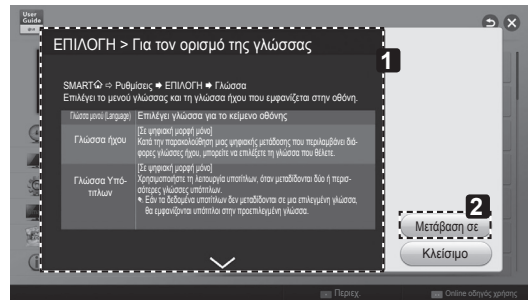 User
Guide
ΕΠΙΛΟΓΗ > Για τον ορισμό της γλώσσας
1
SMART ⇨ Ρυθμίσεις ➡ ΕΠΙΛΟΓΗ ➡ Γλώσσα
Επιλέγει το μενού γλώσσας και τη γλώσσα ήχου που εμφανίζεται στην οθόνη.
Γλώσσα μενού (Language) Επιλέγει γλώσσα για το κείμενο οθόνης
Γλώσσα ήχου
[Σε ψηφιακή μορφή μόνο]
Κατά την παρακολούθηση μιας ψηφιακής μετάδοσης που περιλαμβάνει διά-
φορες γλώσσες ήχου, μπορείτε να επιλέξετε τη γλώσσα που θέλετε.
Γλώσσα Υπό-
τιτλων
[Σε ψηφιακή μορφή μόνο]
Χρησιμοποιήστε τη λειτουργία υποτίτλων, όταν μεταδίδονται δύο ή περισ-
σότερες γλώσσες υπότιτλων.
Εάν τα δεδομένα υποτίτλων δεν μεταδίδονται σε μια επιλεγμένη γλώσσα,
θα εμφανίζονται υπότιτλοι στην προεπιλεγμένη γλώσσα.
2
Μετάβαση σε
Κλείσιμο
Περιεχ.
Online οδηγός χρήσης